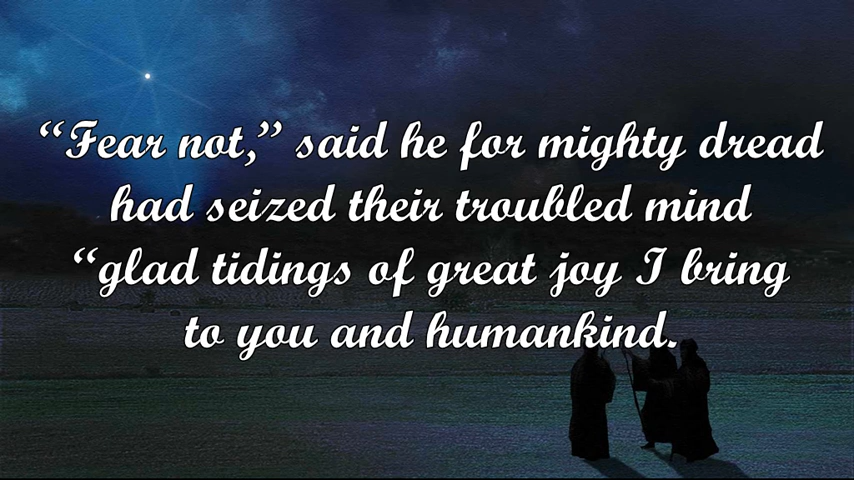 “Fear not,” said he for mighty dread
had seized their troubled mind
“glad tidings of great joy I bring
to you and humankind.